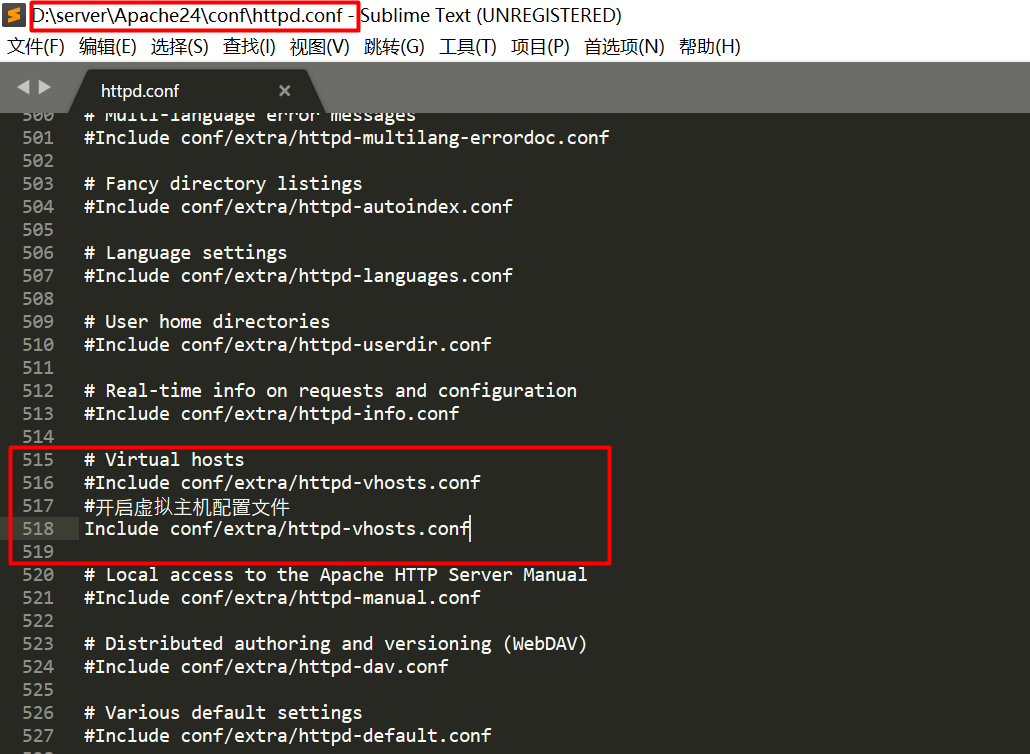 D:\server\Apache24\conf\httpd.conf - Sublime Text (UNREGISTERED)
文件(F) 编辑(E) 选择(S) 查找(I) 视图(V) 跳转(G) 工具(T) 项目(P) 首选项(N) 帮助(H)
httpd.conf
500 # Multi-language error messages
501 #Include conf/extra/httpd-multilang-errordoc.conf
502
503 # Fancy directory listings
504 #Include conf/extra/httpd-autoindex.conf
505
506 # Language settings
507 #Include conf/extra/httpd-languages.conf
508
509 # User home directories
510 #Include conf/extra/httpd-userdir.conf
511
512 # Real-time info on requests and configuration
513 #Include conf/extra/httpd-info.conf
514
515 # Virtual hosts
516 #Include conf/extra/httpd-vhosts.conf
517 #开启虚拟主机配置文件
518 Include conf/extra/httpd-vhosts.conf
519
520 # Local access to the Apache HTTP Server Manual
521 #Include conf/extra/httpd-manual.conf
522
523 # Distributed authoring and versioning (WebDAV)
524 #Include conf/extra/httpd-dav.conf
525
526 # Various default settings
527 #Include conf/extra/httpd-default.conf